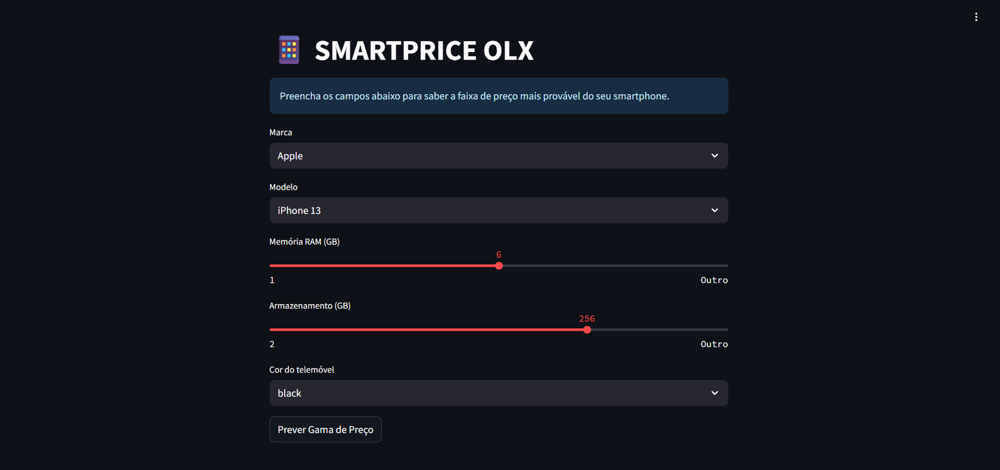 SMARTPRICE OLX
Preencha os campos abaixo para saber a faixa de preço mais provável do seu smartphone.
Marca
Apple
Modelo
iPhone 13
Memória RAM (GB)
6
1 Outro
Armazenamento (GB)
256
2 Outro
Cor do telemóvel
black
Prever Gama de Preço